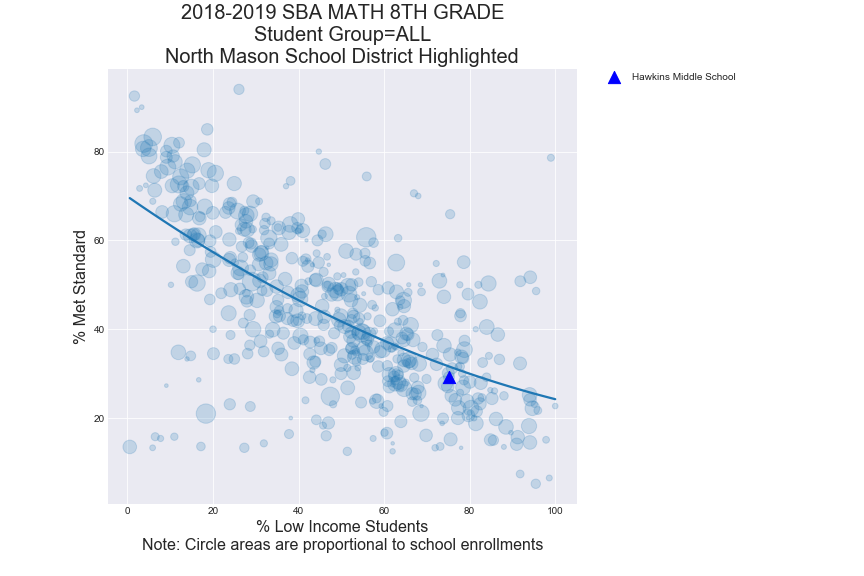 2018-2019 SBA MATH 8TH GRADE
Student Group=ALL
North Mason School District Highlighted
Hawkins Middle School
% Met Standard
80
60
40
20
0 20 40 60 80 100
% Low Income Students
Note: Circle areas are proportional to school enrollments